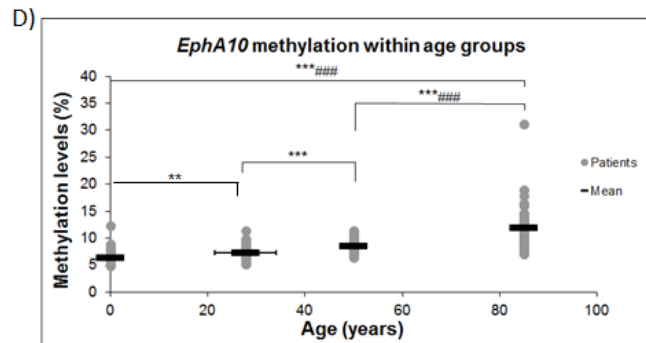 D)
EphA10 methylation within age groups
***###
***###
***
**
40
35
30
25
20
15
10
5
0
Methylation levels (%)
0 20 40 60 80 100
Age (years)
Patients
Mean